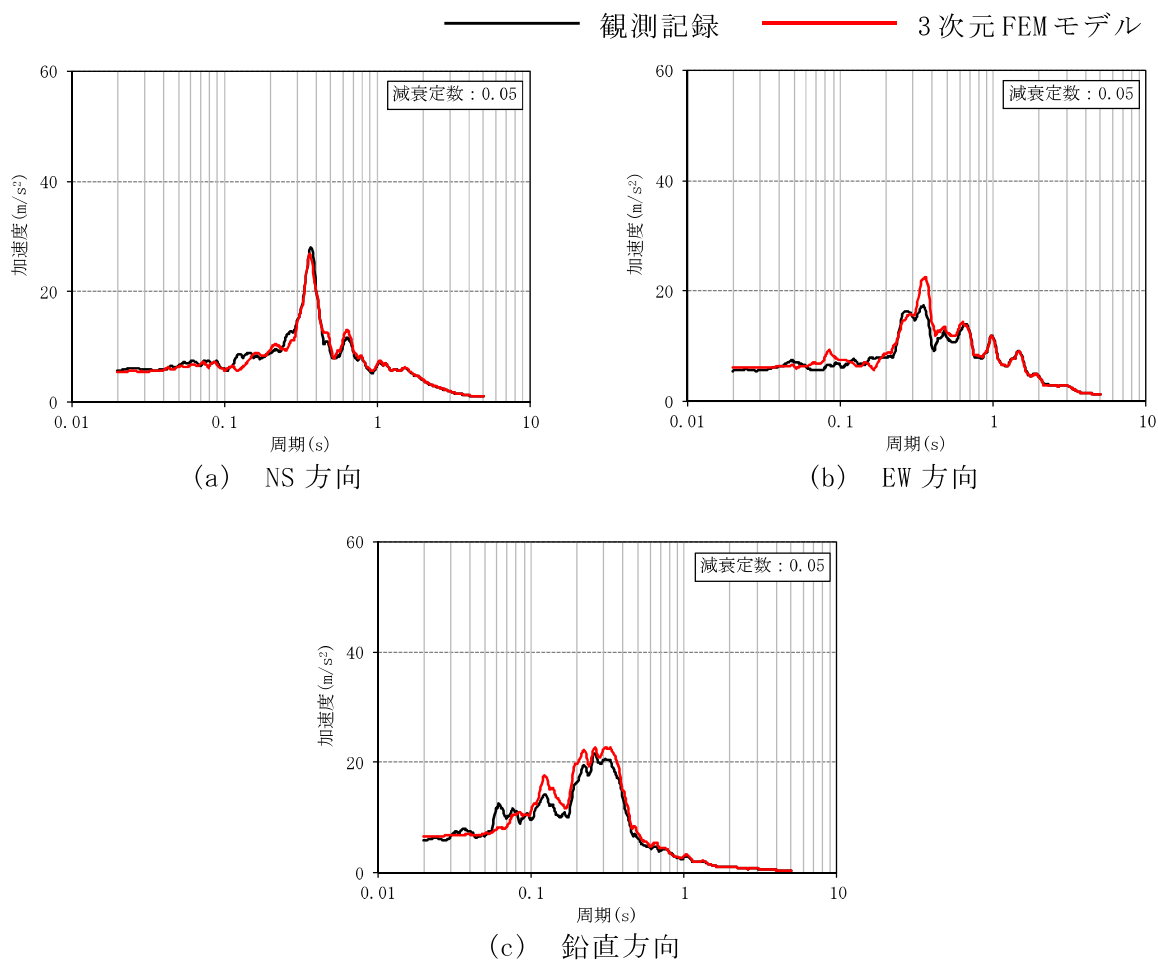 観測記録 3次元FEMモデル
60
減衰定数：0.05
40
加速度(m/s²)
20
0
0.01 0.1 1 10
周期(s)
(a) NS方向
60
減衰定数：0.05
40
加速度(m/s²)
20
0
0.01 0.1 1 10
周期(s)
(b) EW方向
60
減衰定数：0.05
40
加速度(m/s²)
20
0
0.01 0.1 1 10
周期(s)
(c) 鉛直方向